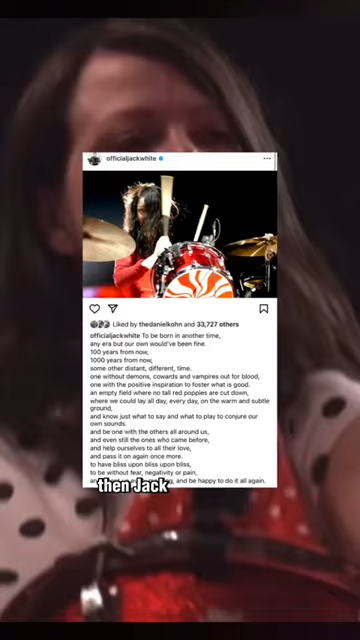 officialjackwhite
Liked by thedanielkohn and 33,727 others
officialjackwhite To be born in another time,
any era but our own would've been fine.
100 years from now,
1000 years from now,
some other distant, different, time.
one without demons, cowards and vampires out for blood,
one with the positive inspiration to foster what is good.
an empty field where no tall red poppies are cut down,
where we could lay all day, every day, on the warm and subtle
ground,
and know just what to say and what to play to conjure our
own sounds.
and be one with the others all around us,
and even still the ones who came before,
and help ourselves to all their love,
and pass it on again once more.
to have bliss upon bliss upon bliss,
to be without fear, negativity or pain,
and be happy to do it all again.
then Jack